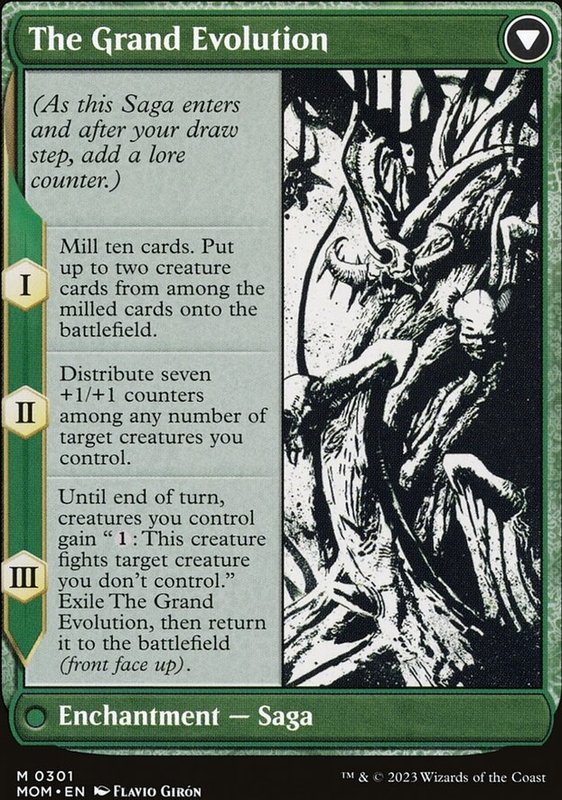 The Grand Evolution
(As this Saga enters
and after your draw
step, add a lore
counter.)
I
Mill ten cards. Put
up to two creature
cards from among the
milled cards onto the
battlefield.
II
Distribute seven
+1/+1 counters
among any number of
target creatures you
control.
III
Until end of turn,
creatures you control
gain “1: This creature
fights target creature
you don’t control.”
Exile The Grand
Evolution, then return
it to the battlefield
(front face up).
Enchantment — Saga
M 0301
MOM • EN Flavio Girón
™ & © 2023 Wizards of the Coast